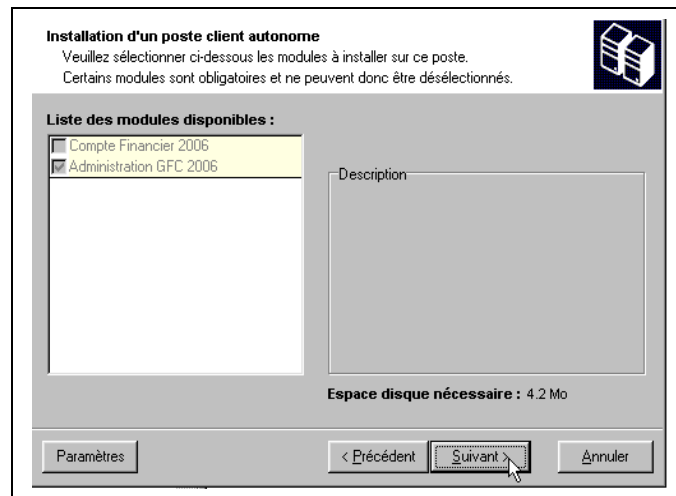 Installation d'un poste client autonome
Veuillez sélectionner ci-dessous les modules à installer sur ce poste.
Certains modules sont obligatoires et ne peuvent donc être désélectionnés.
Liste des modules disponibles :
Compte Financier 2006
Administration GFC 2006
Description
Espace disque nécessaire : 4.2 Mo
Paramètres
< Précédent
Suivant >
Annuler